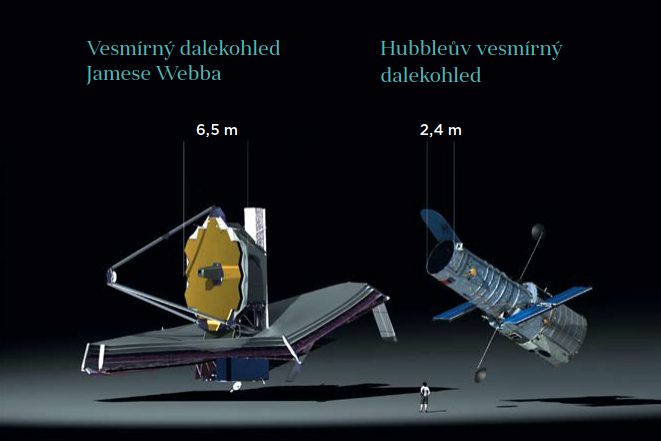 Vesmírný dalekohled
Jamese Webba
Hubbleův vesmírný
dalekohled
6,5 m
2,4 m